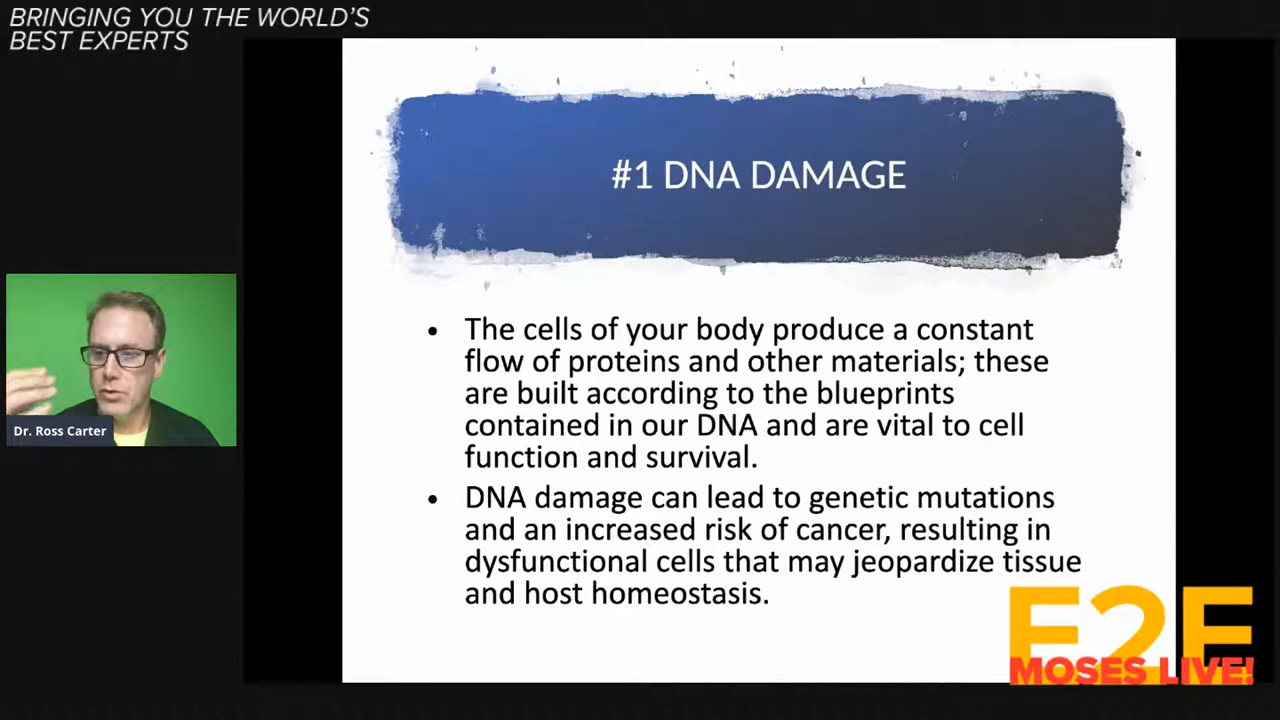 BRINGING YOU THE WORLD'S
BEST EXPERTS
#1 DNA DAMAGE
• The cells of your body produce a constant
flow of proteins and other materials; these
are built according to the blueprints
contained in our DNA and are vital to cell
function and survival.
• DNA damage can lead to genetic mutations
and an increased risk of cancer, resulting in
dysfunctional cells that may jeopardize tissue
and host homeostasis.
Dr. Ross Carter
E2E
MOSES LIVE!